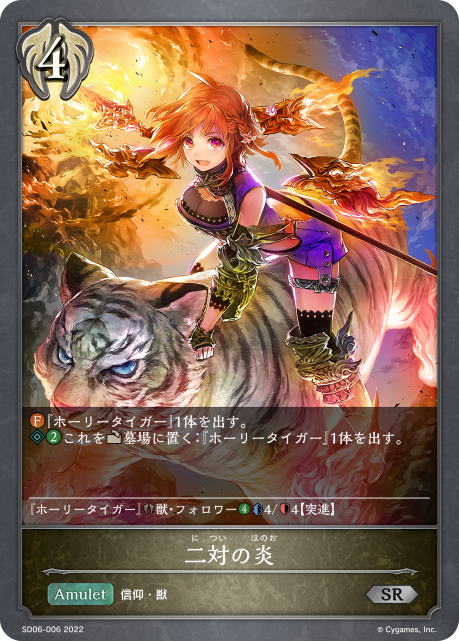 4
F『ホーリータイガー』1体を出す。
2これを墓場に置く：『ホーリータイガー』1体を出す。
『ホーリータイガー』獣・フォロワー4 4/4【突進】
に つい ほのお
二対の炎
Amulet 信仰・獣
SR
SD06-006 2022
© Cygames, Inc.